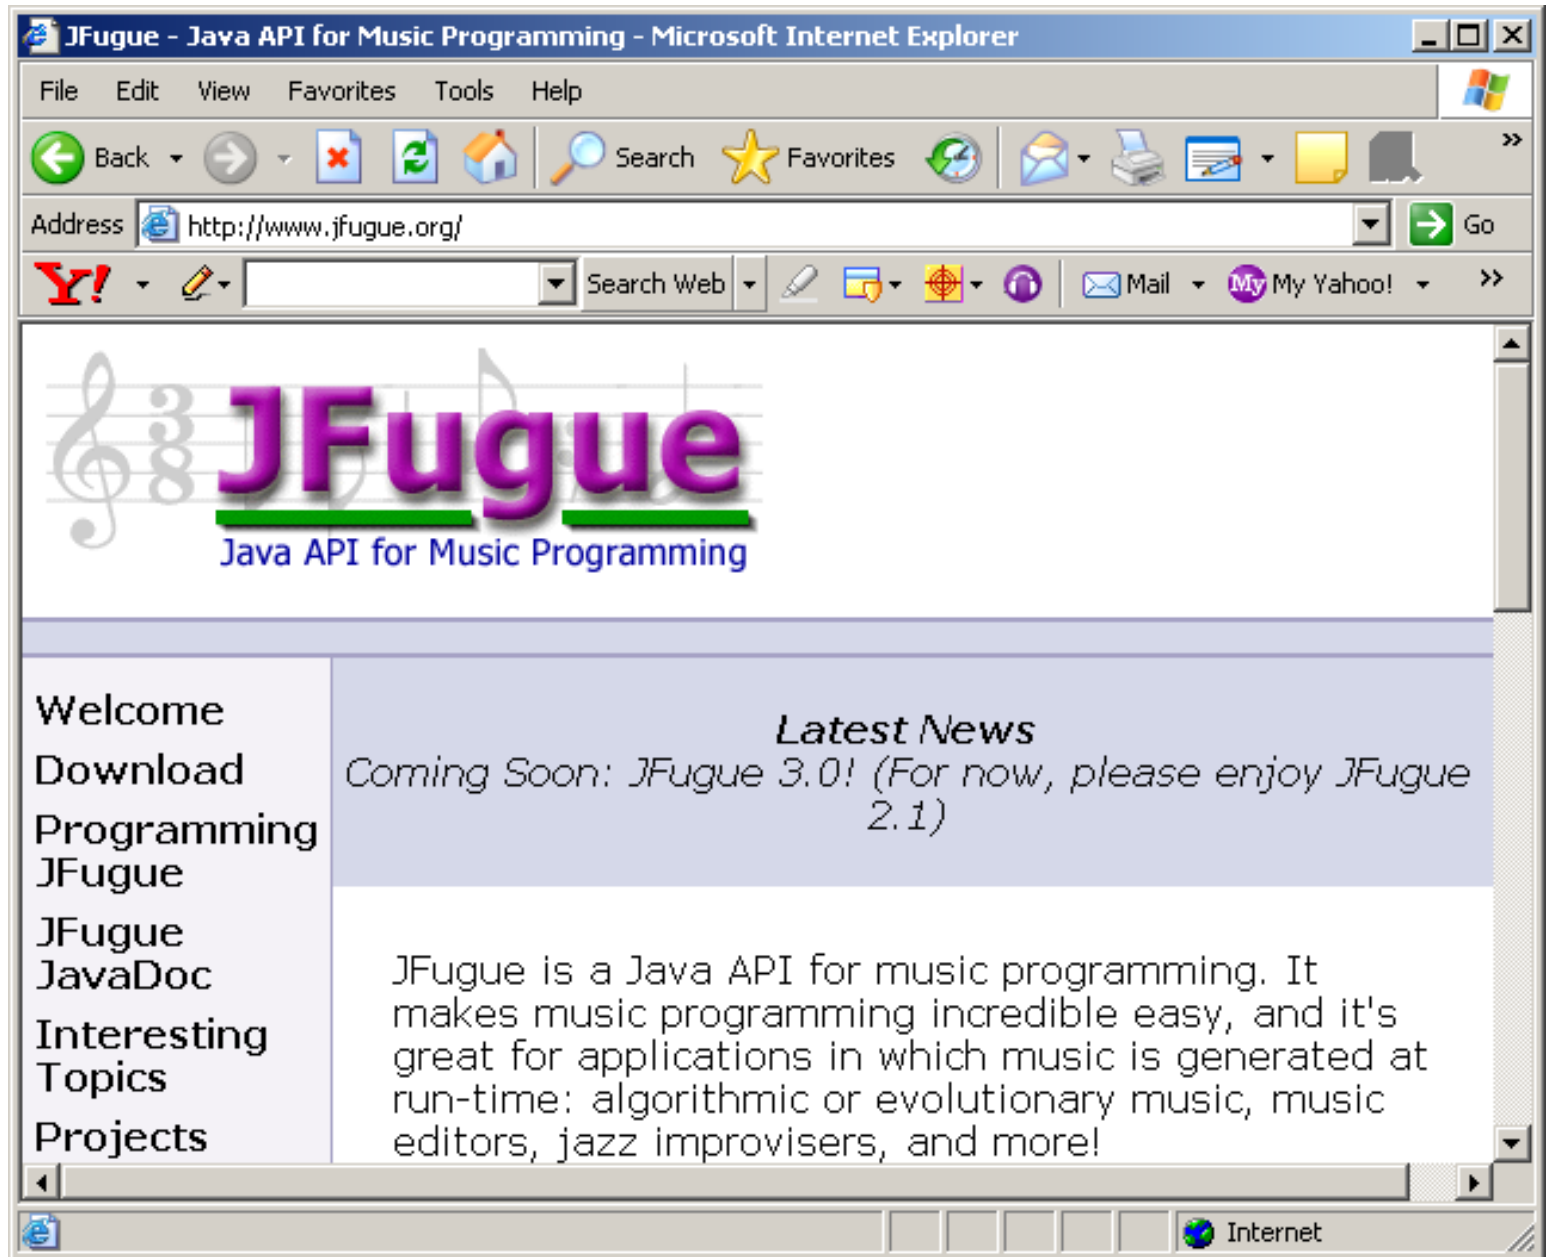 JFugue - Java API for Music Programming - Microsoft Internet Explorer
File Edit View Favorites Tools Help
Back Search Favorites »
Address http://www.jfugue.org/ Go
Y! Search Web Mail My My Yahoo! »
3
8
JFugue
Java API for Music Programming
Welcome
Download
Programming
JFugue
JFugue
JavaDoc
Interesting
Topics
Projects
Latest News
Coming Soon: JFugue 3.0! (For now, please enjoy JFugue
2.1)
JFugue is a Java API for music programming. It
makes music programming incredible easy, and it's
great for applications in which music is generated at
run-time: algorithmic or evolutionary music, music
editors, jazz improvisers, and more!
Internet